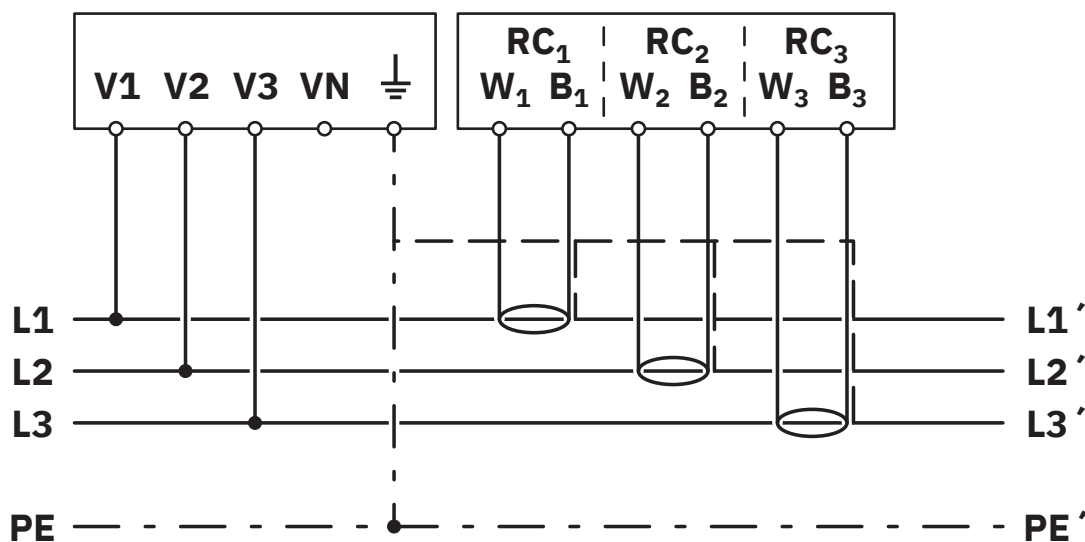 RC₁ RC₂ RC₃
V1 V2 V3 VN W₁ B₁ W₂ B₂ W₃ B₃
L1 L1´
L2 L2´
L3 L3´
PE PE´